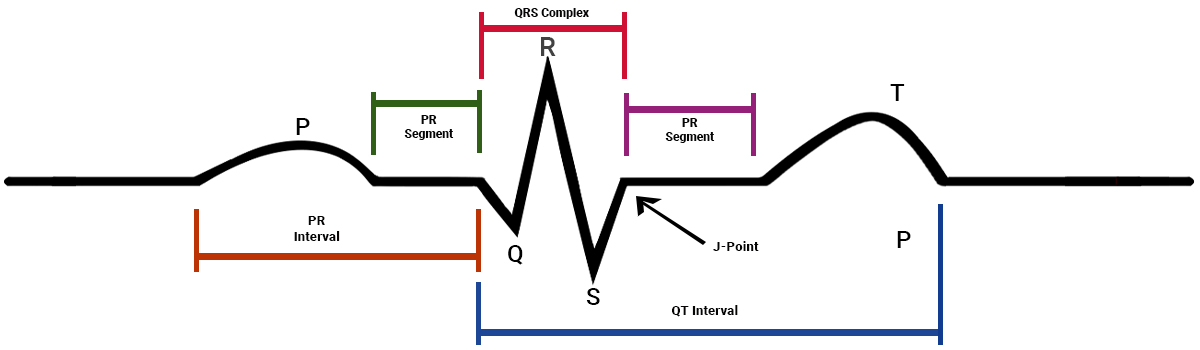 QRS Complex
R
P
PR
Segment
PR
Segment
T
PR
Interval
Q
J-Point
P
S
QT Interval